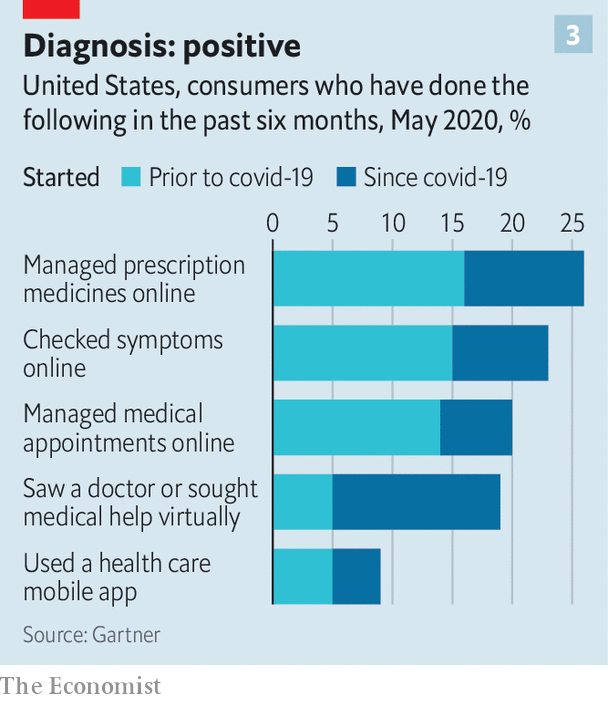 3
Diagnosis: positive
United States, consumers who have done the
following in the past six months, May 2020, %
Started Prior to covid-19 Since covid-19
0 5 10 15 20 25
Managed prescription
medicines online
Checked symptoms
online
Managed medical
appointments online
Saw a doctor or sought
medical help virtually
Used a health care
mobile app
Source: Gartner
The Economist